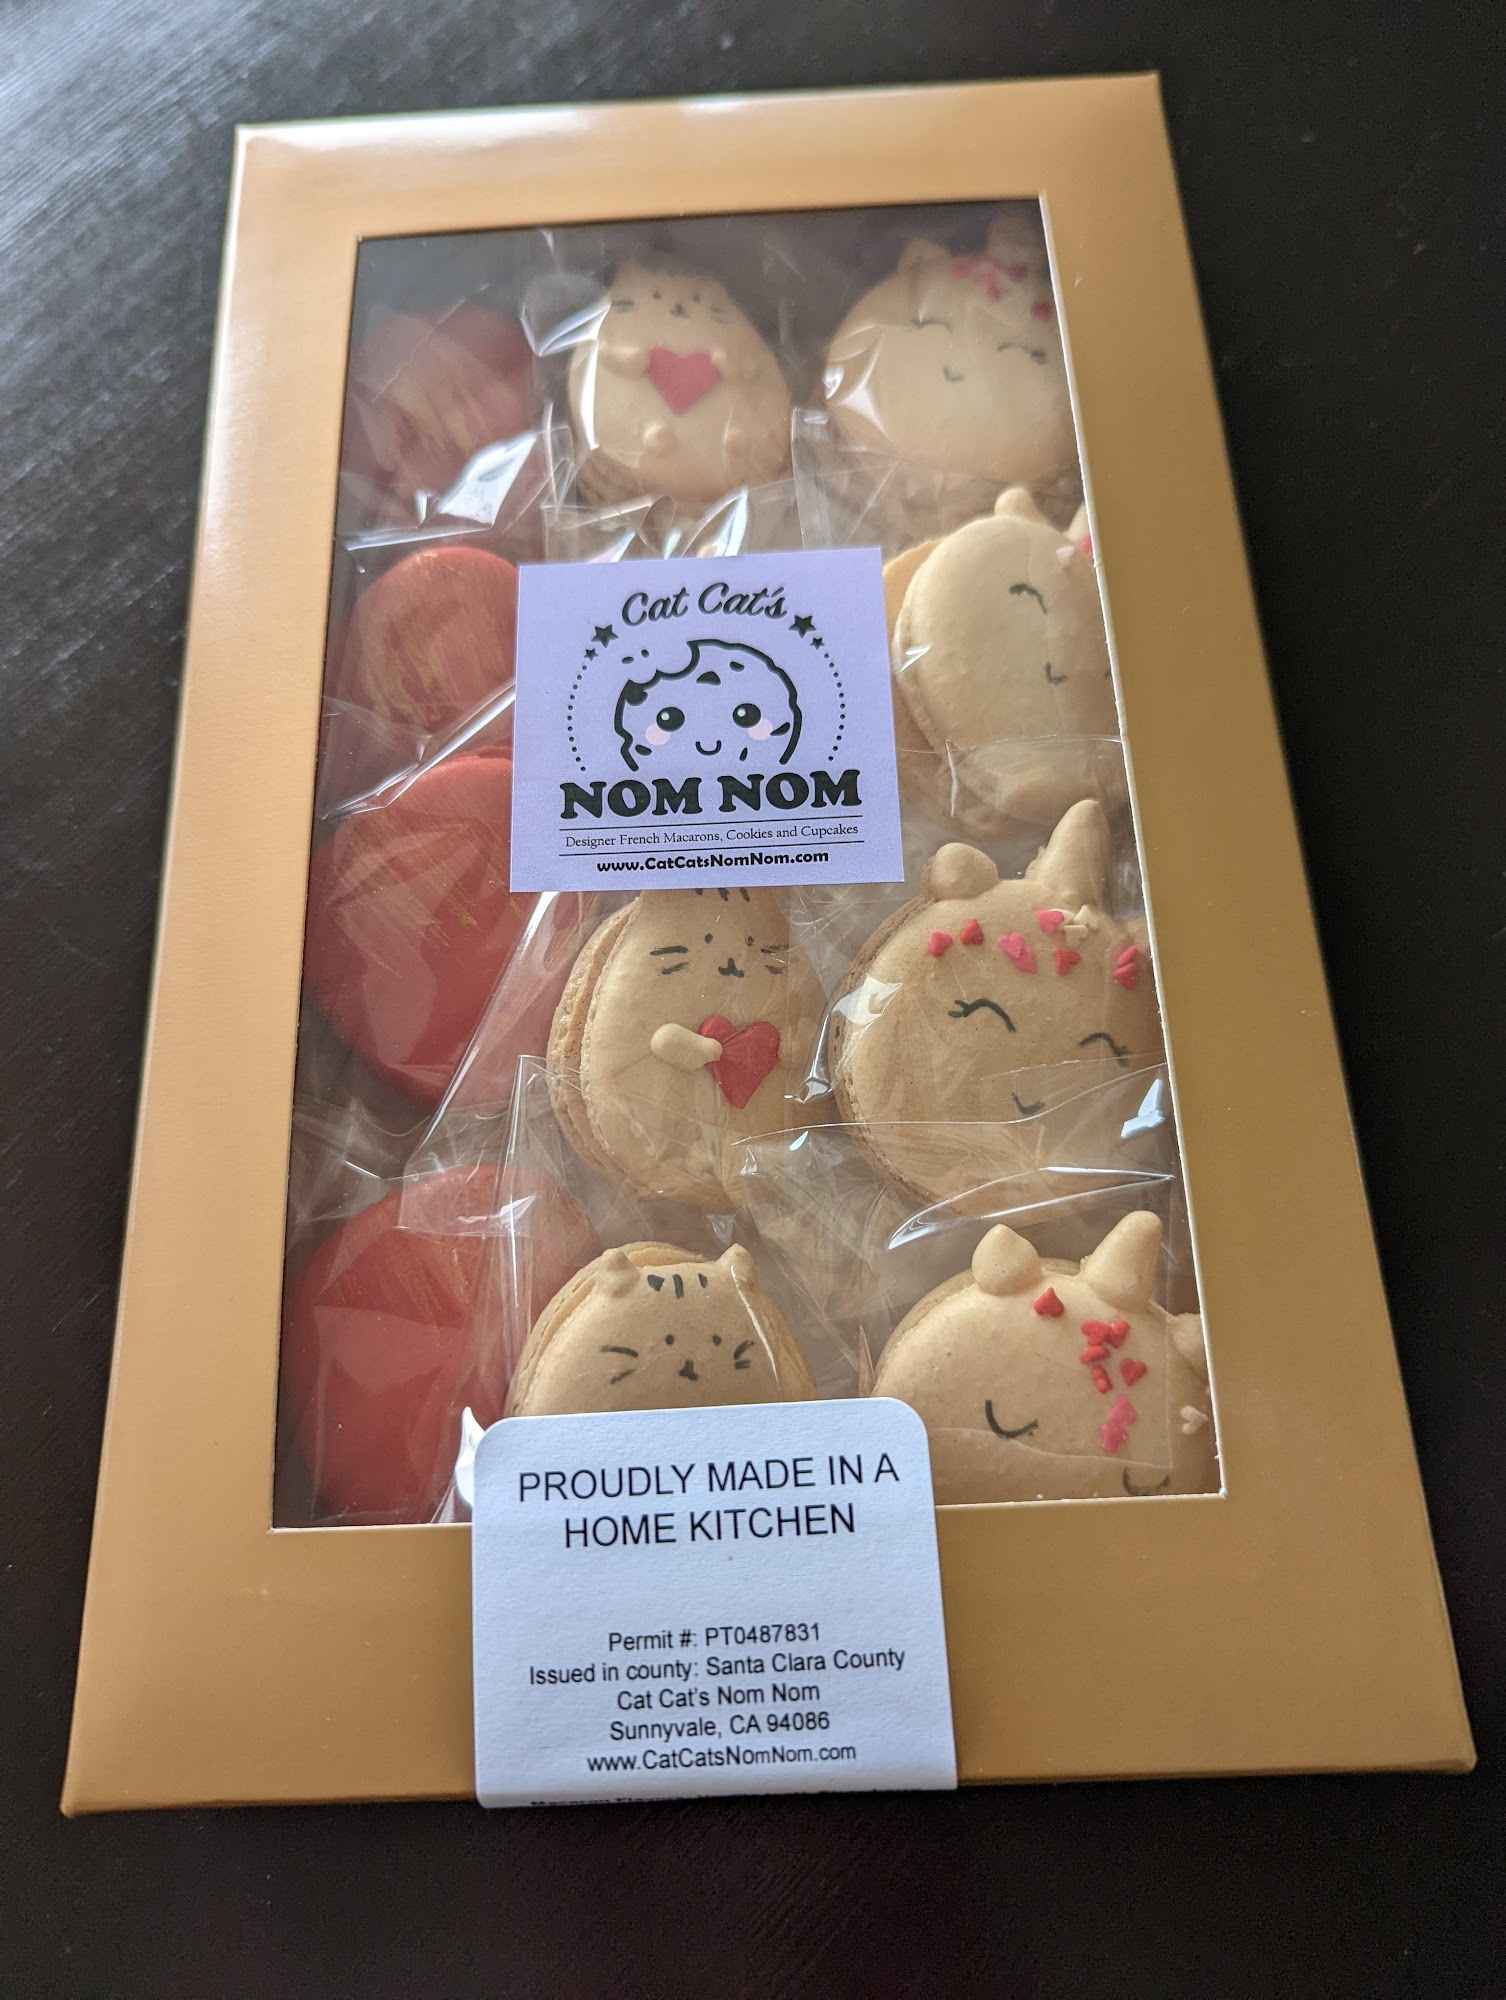 Cat Cat's
NOM NOM
Designer French Macarons, Cookies and Cupcakes
www.CatCatsNomNom.com
PROUDLY MADE IN A
HOME KITCHEN
Permit #: PT0487831
Issued in county: Santa Clara County
Cat Cat's Nom Nom
Sunnyvale, CA 94086
www.CatCatsNomNom.com